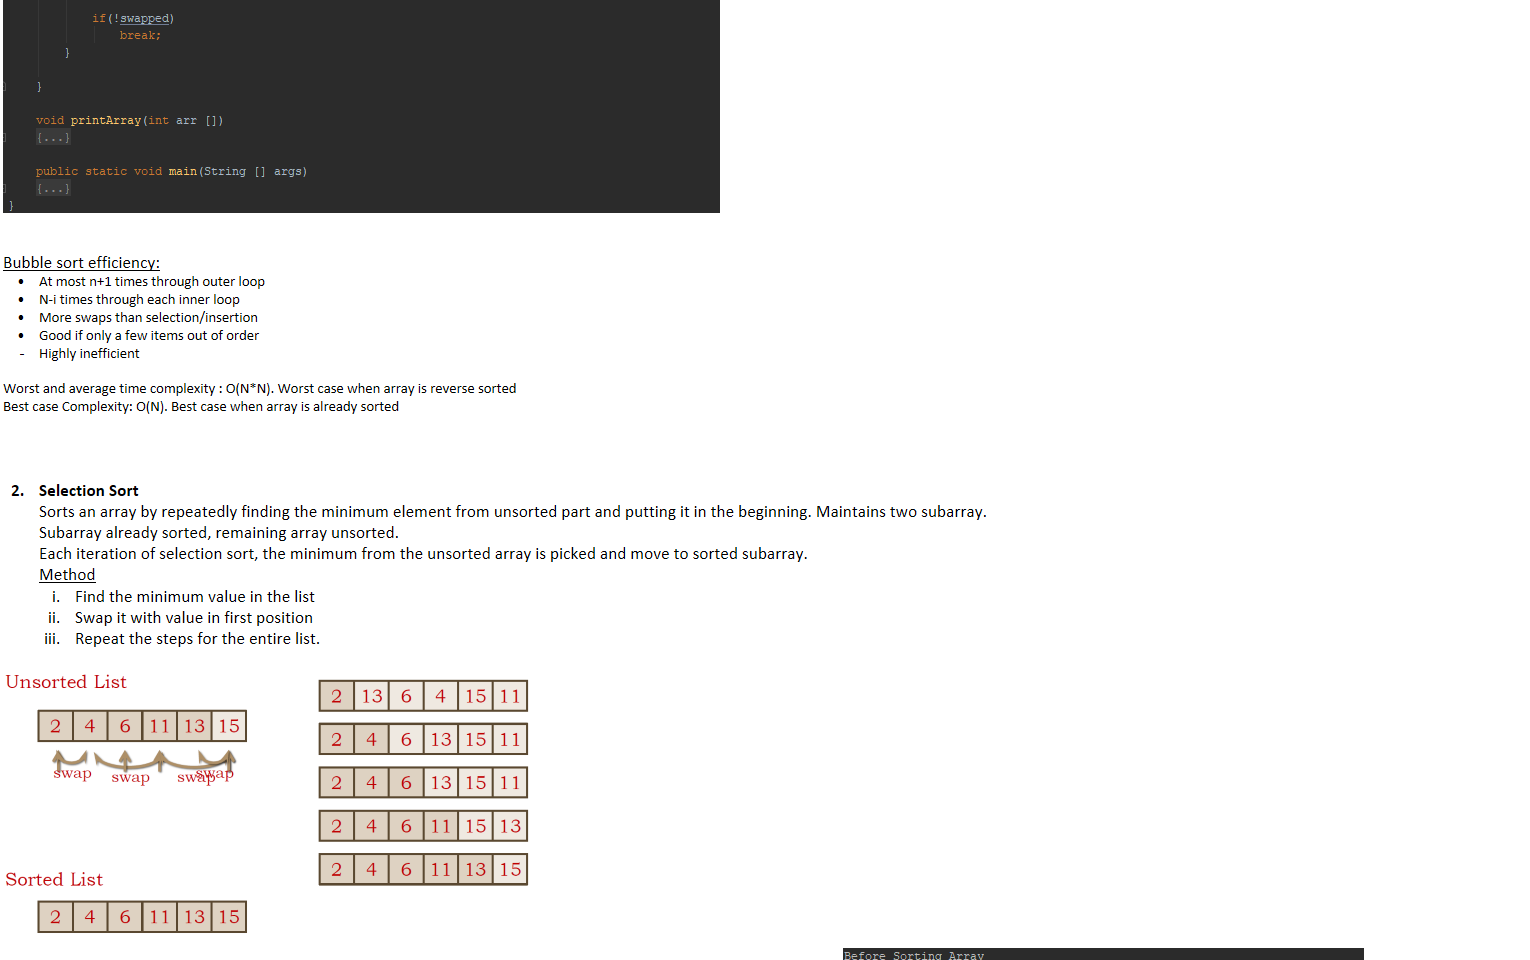 if(!swapped)
break;
}
}
void printArray(int arr [])
{...}
public static void main(String [] args)
{...}
}
Bubble sort efficiency:
• At most n+1 times through outer loop
• N-i times through each inner loop
• More swaps than selection/insertion
• Good if only a few items out of order
- Highly inefficient
Worst and average time complexity : O(N*N). Worst case when array is reverse sorted
Best case Complexity: O(N). Best case when array is already sorted
2. Selection Sort
Sorts an array by repeatedly finding the minimum element from unsorted part and putting it in the beginning. Maintains two subarray.
Subarray already sorted, remaining array unsorted.
Each iteration of selection sort, the minimum from the unsorted array is picked and move to sorted subarray.
Method
i. Find the minimum value in the list
ii. Swap it with value in first position
iii. Repeat the steps for the entire list.
Unsorted List
2 4 6 11 13 15
swap swap swap swap
Sorted List
2 4 6 11 13 15
2 13 6 4 15 11
2 4 6 13 15 11
2 4 6 13 15 11
2 4 6 11 15 13
2 4 6 11 13 15
Before Sorting Array